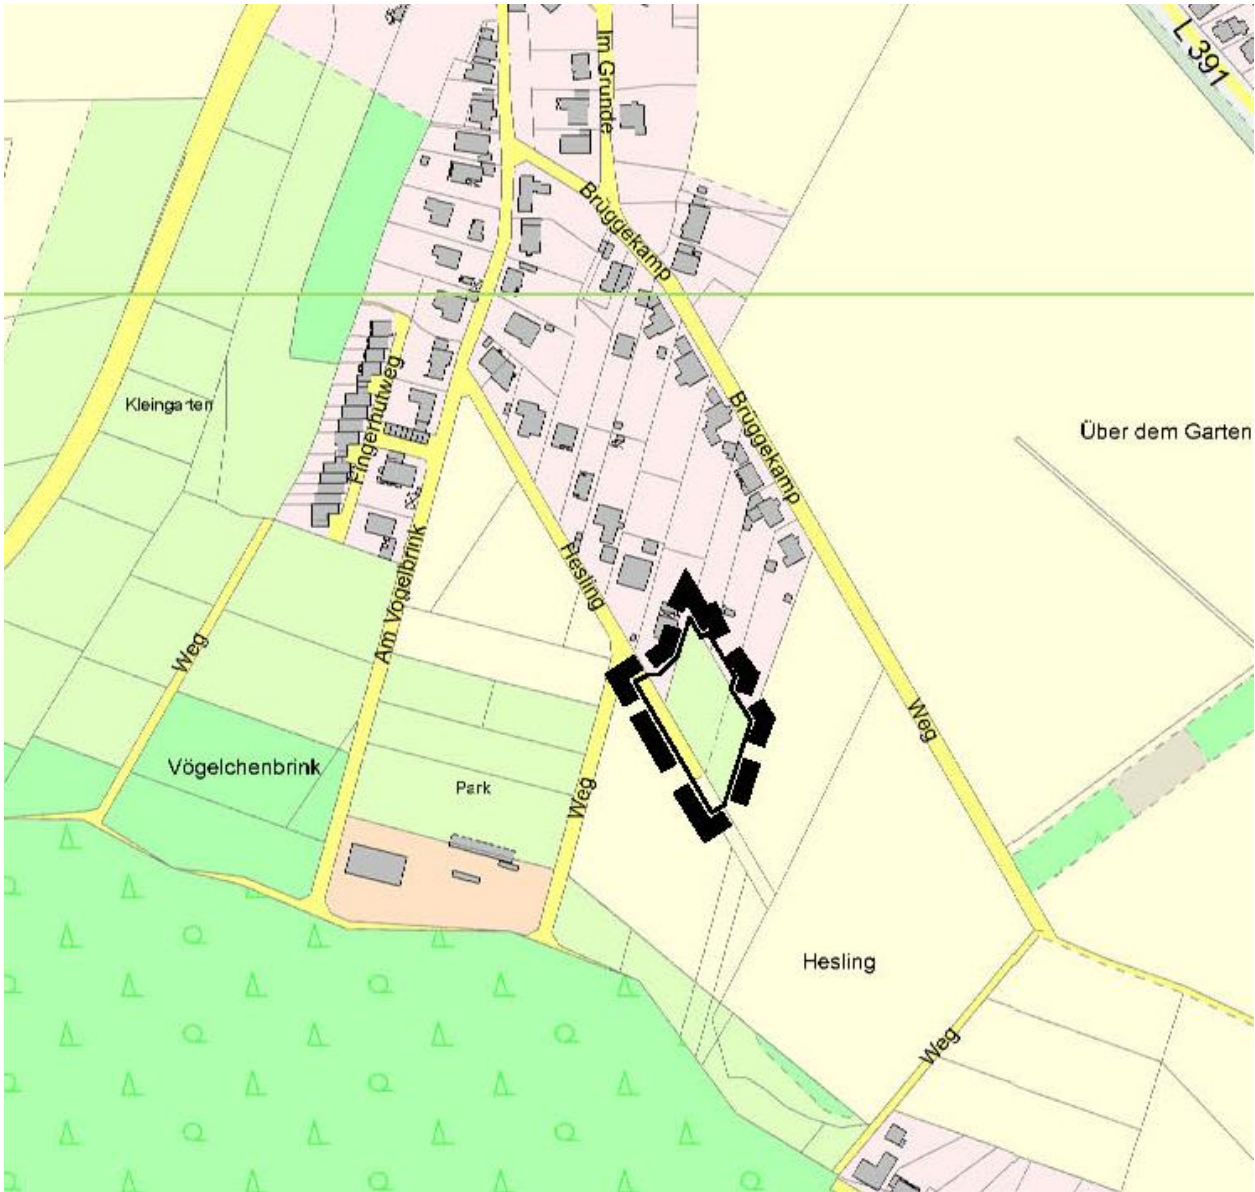 L 391
Im Grunde
Brüggekamp
Kleingarten
Fingerhutweg
Brüggekamp
Über dem Garten
Hesling
Am Vögelbrink
Weg
Weg
Vögelchenbrink
Park
Weg
Hesling
Weg